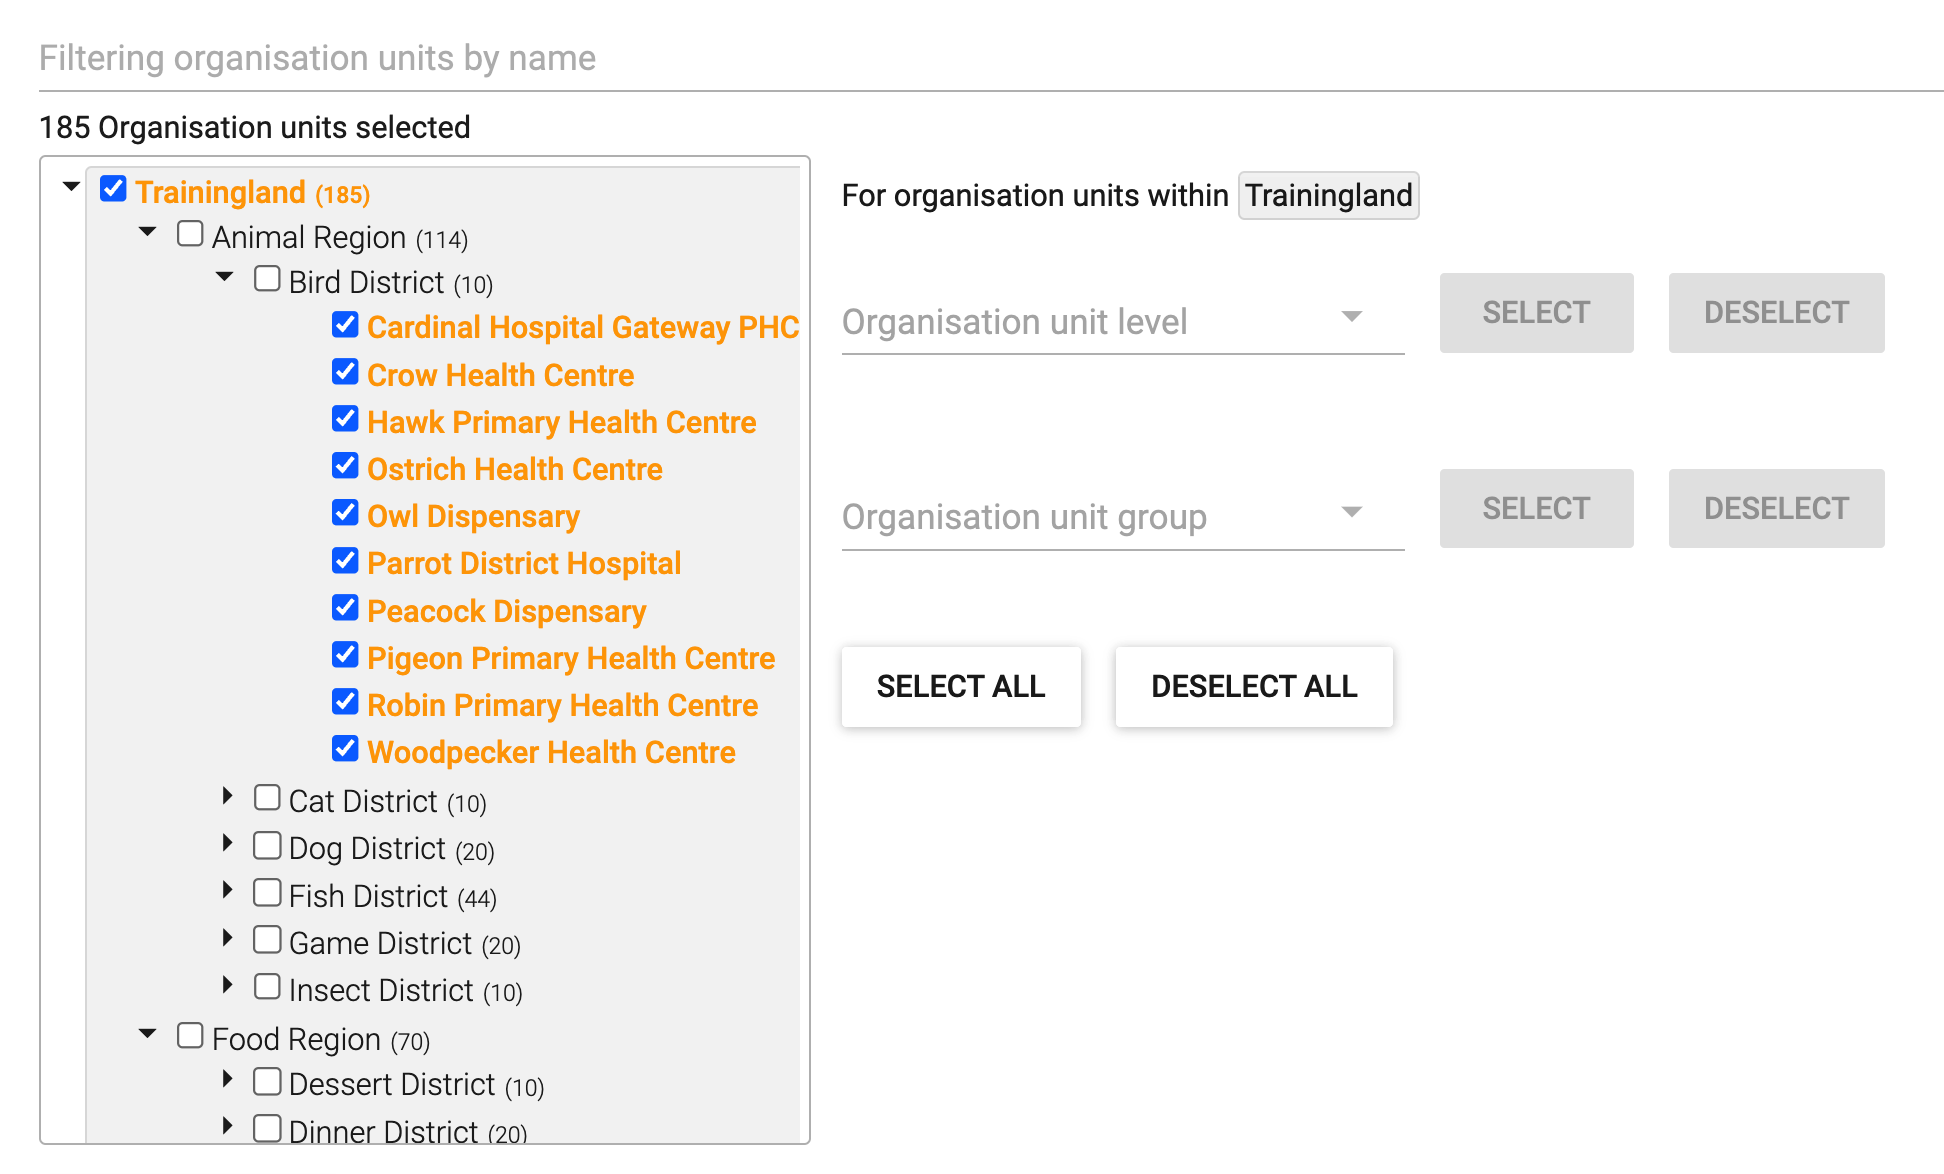 Filtering organisation units by name
185 Organisation units selected
Trainingland (185)
Animal Region (114)
Bird District (10)
Cardinal Hospital Gateway PHC
Crow Health Centre
Hawk Primary Health Centre
Ostrich Health Centre
Owl Dispensary
Parrot District Hospital
Peacock Dispensary
Pigeon Primary Health Centre
Robin Primary Health Centre
Woodpecker Health Centre
Cat District (10)
Dog District (20)
Fish District (44)
Game District (20)
Insect District (10)
Food Region (70)
Dessert District (10)
Dinner District (20)
For organisation units within Trainingland
Organisation unit level SELECT DESELECT
Organisation unit group SELECT DESELECT
SELECT ALL DESELECT ALL